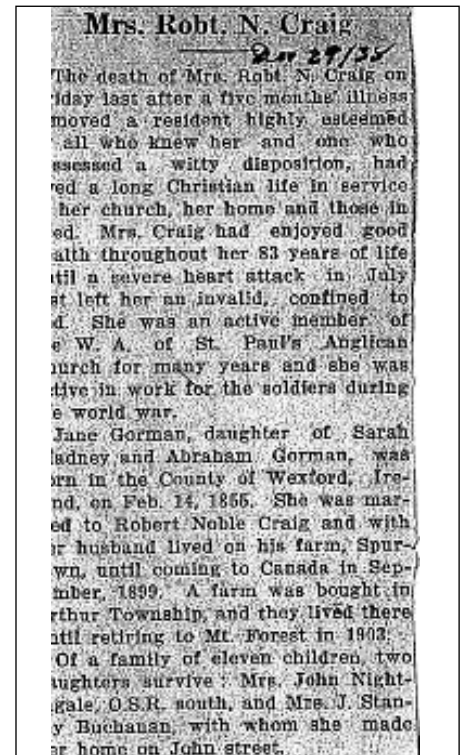 Mrs. Robt. N. Craig
29/38
The death of Mrs. Robt. N. Craig on
iday last after a five months' illness
moved a resident highly esteemed
all who knew her and one who
ssessed a witty disposition, had
ed a long Christian life in service
her church, her home and those in
ed. Mrs. Craig had enjoyed good
alth throughout her 83 years of life
til a severe heart attack in July
st left her an invalid, confined to
d. She was an active member of
e W. A. of St. Paul's Anglican
urch for many years and she was
tive in work for the soldiers during
e world war.
Jane Gorman, daughter of Sarah
adney and Abraham Gorman, was
orn in the County of Wexford, Ire-
nd, on Feb. 14, 1855. She was mar-
ed to Robert Noble Craig and with
er husband lived on his farm, Spur-
wn, until coming to Canada in Sep-
mber, 1899. A farm was bought in
rthur Township, and they lived there
ntil retiring to Mt. Forest in 1903.
Of a family of eleven children, two
aughters survive: Mrs. John Night-
gale, O.S.R. south, and Mrs. J. Stan-
y Buchanan, with whom she made
er home on John street.